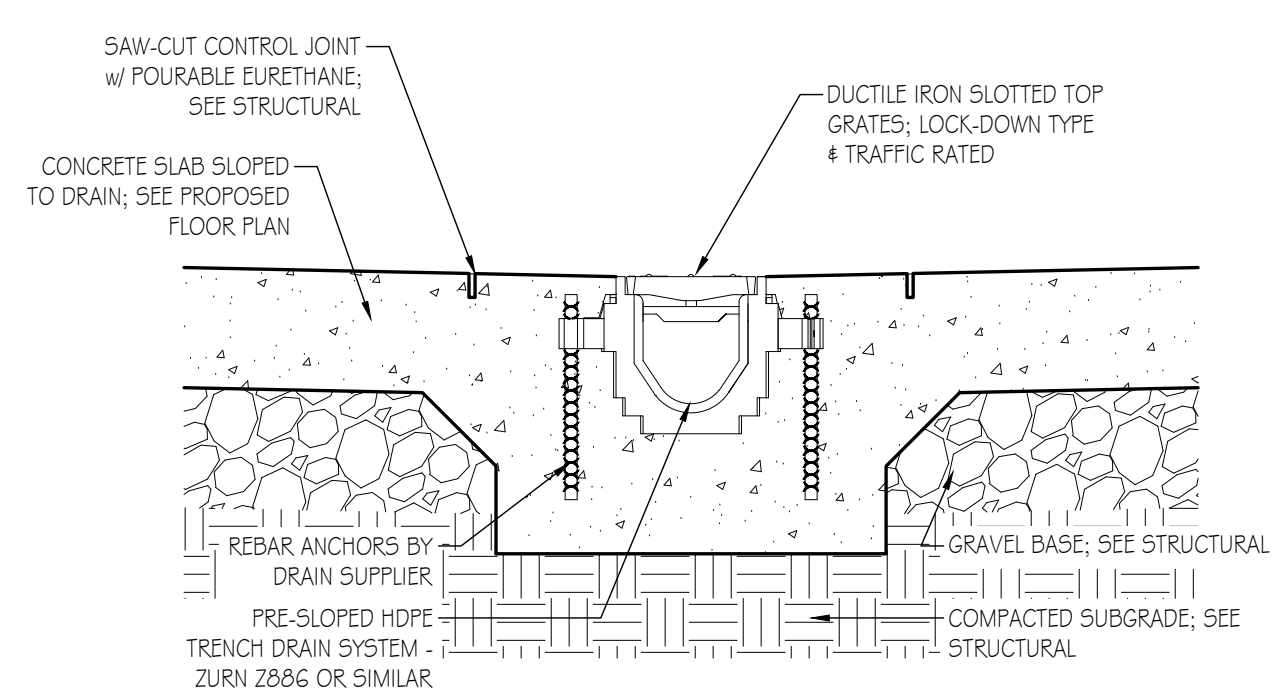 SAW-CUT CONTROL JOINT
w/ POURABLE EURETHANE;
SEE STRUCTURAL
CONCRETE SLAB SLOPED
TO DRAIN; SEE PROPOSED
FLOOR PLAN
DUCTILE IRON SLOTTED TOP
GRATES; LOCK-DOWN TYPE
& TRAFFIC RATED
REBAR ANCHORS BY
DRAIN SUPPLIER
PRE-SLOPED HDPE
TRENCH DRAIN SYSTEM -
ZURN Z886 OR SIMILAR
GRAVEL BASE; SEE STRUCTURAL
COMPACTED SUBGRADE; SEE
STRUCTURAL